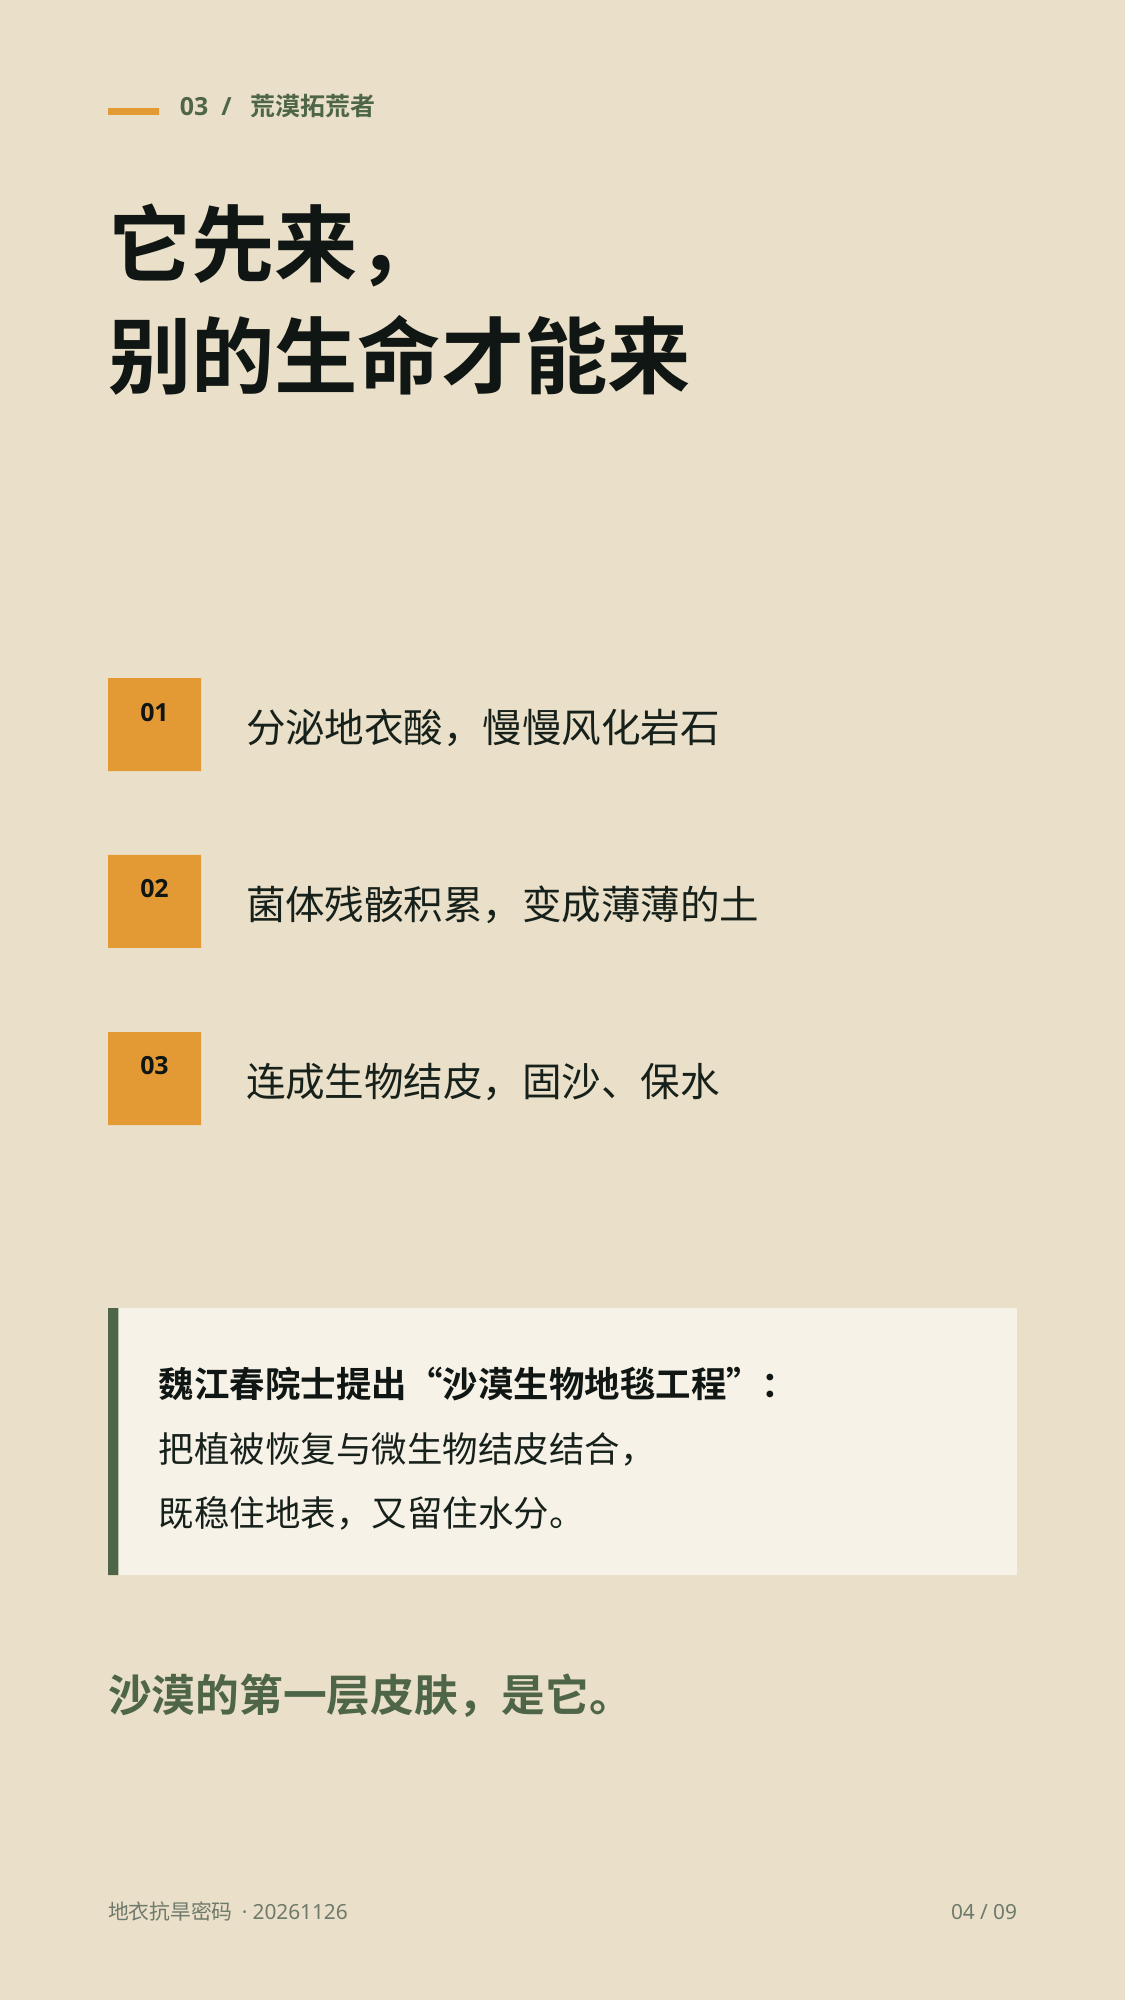 03 / 荒漠拓荒者
它先来，
别的生命才能来
01 分泌地衣酸，慢慢风化岩石
02 菌体残骸积累，变成薄薄的土
03 连成生物结皮，固沙、保水
魏江春院士提出“沙漠生物地毯工程”：
把植被恢复与微生物结皮结合，
既稳住地表，又留住水分。
沙漠的第一层皮肤，是它。
地衣抗旱密码 · 20261126 04 / 09